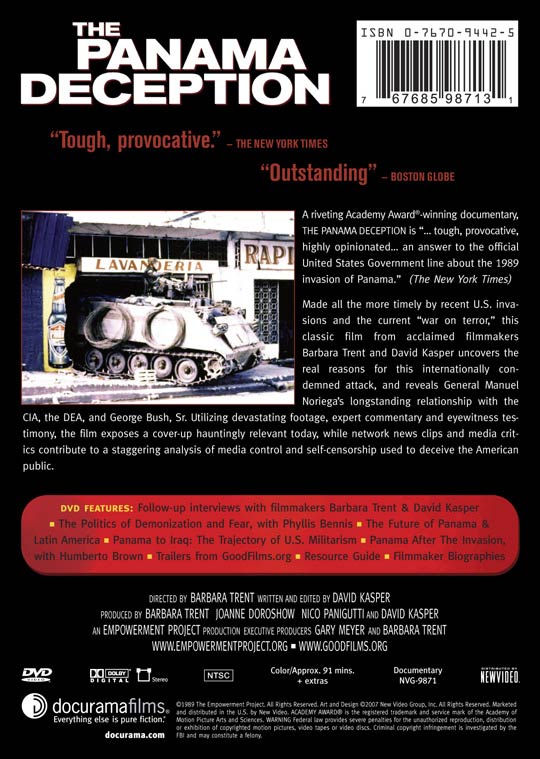 THE
PANAMA
DECEPTION
ISBN 0-7670-9442-5
7 67685 98713 1
“Tough, provocative.” – THE NEW YORK TIMES
“Outstanding” – BOSTON GLOBE
LAVANDERIA
RAPI
A riveting Academy Award®-winning documentary,
THE PANAMA DECEPTION is “... tough, provocative,
highly opinionated... an answer to the official
United States Government line about the 1989
invasion of Panama.” (The New York Times)
Made all the more timely by recent U.S. inva-
sions and the current “war on terror,” this
classic film from acclaimed filmmakers
Barbara Trent and David Kasper uncovers the
real reasons for this internationally con-
demned attack, and reveals General Manuel
Noriega’s longstanding relationship with the
CIA, the DEA, and George Bush, Sr. Utilizing devastating footage, expert commentary and eyewitness tes-
timony, the film exposes a cover-up hauntingly relevant today, while network news clips and media crit-
ics contribute to a staggering analysis of media control and self-censorship used to deceive the American
public.
DVD FEATURES: Follow-up interviews with filmmakers Barbara Trent & David Kasper
▪ The Politics of Demonization and Fear, with Phyllis Bennis ▪ The Future of Panama &
Latin America ▪ Panama to Iraq: The Trajectory of U.S. Militarism ▪ Panama After The Invasion,
with Humberto Brown ▪ Trailers from GoodFilms.org ▪ Resource Guide ▪ Filmmaker Biographies
DIRECTED BY BARBARA TRENT WRITTEN AND EDITED BY DAVID KASPER
PRODUCED BY BARBARA TRENT JOANNE DOROSHOW NICO PANIGUTTI AND DAVID KASPER
AN EMPOWERMENT PROJECT PRODUCTION EXECUTIVE PRODUCERS GARY MEYER AND BARBARA TRENT
WWW.EMPOWERMENTPROJECT.ORG ▪ WWW.GOODFILMS.ORG
DVD
DOLBY
DIGITAL
Stereo
NTSC
Color/Approx. 91 mins.
+ extras
Documentary
NVG-9871
DISTRIBUTED BY
NEWVIDEO.
docuramafilms®
Everything else is pure fiction.™
docurama.com
©1989 The Empowerment Project. All Rights Reserved. Art and Design ©2007 New Video Group, Inc. All Rights Reserved. Marketed
and distributed in the U.S. by New Video. ACADEMY AWARD® is the registered trademark and service mark of the Academy of
Motion Picture Arts and Sciences. WARNING Federal law provides severe penalties for the unauthorized reproduction, distribution
or exhibition of copyrighted motion pictures, video tapes or video discs. Criminal copyright infringement is investigated by the
FBI and may constitute a felony.